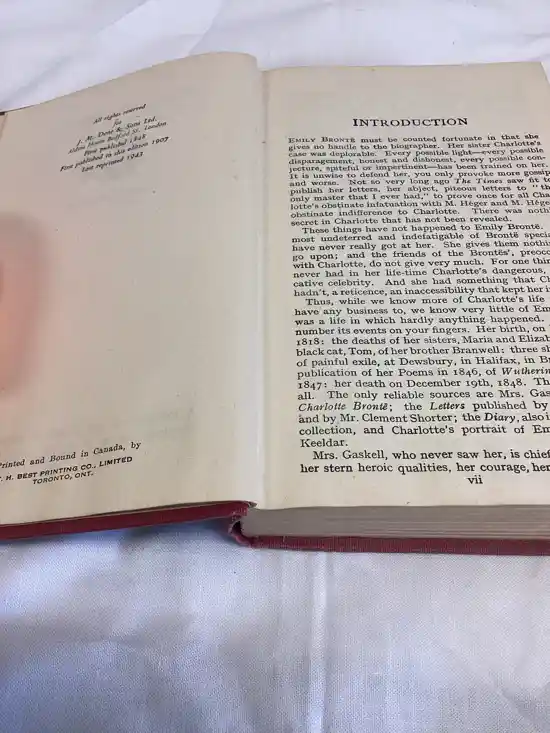 All rights reserved
for
J. M. Dent & Sons Ltd.
Aldine House Bedford St. London
First published 1848
First published in this edition 1907
Last reprinted 1943
Printed and Bound in Canada, by
T. H. BEST PRINTING CO., LIMITED
TORONTO, ONT.
INTRODUCTION
EMILY BRONTË must be counted fortunate in that she
gives no handle to the biographer. Her sister Charlotte's
case was deplorable. Every possible light—every possible
disparagement, honest and dishonest, every possible con-
jecture, spiteful or impertinent—has been trained on her.
It is unwise to defend her, you only provoke more gossip
and worse. Not so very long ago The Times saw fit to
publish her letters, her abject, piteous letters to "th
only master that I ever had," to prove once for all Cha
lotte's obstinate infatuation with M. Héger and M. Hége
obstinate indifference to Charlotte. There was noth
secret in Charlotte that has not been revealed.
These things have not happened to Emily Brontë.
most undeterred and indefatigable of Brontë specia
have never really got at her. She gives them nothi
go upon; and the friends of the Brontës', preocc
with Charlotte, do not give very much. For one thin
never had in her life-time Charlotte's dangerous,
cative celebrity. And she had something that Ch
hadn't, a reticence, an inaccessibility that kept her i
Thus, while we know more of Charlotte's life
have any business to, we know very little of Em
was a life in which hardly anything happened.
number its events on your fingers. Her birth, on
1818: the deaths of her sisters, Maria and Elizab
black cat, Tom, of her brother Branwell: three sh
of painful exile, at Dewsbury, in Halifax, in Br
publication of her Poems in 1846, of Wutherin
1847: her death on December 19th, 1848. Th
all. The only reliable sources are Mrs. Gas
Charlotte Brontë; the Letters published by
and by Mr. Clement Shorter; the Diary, also i
collection, and Charlotte's portrait of Em
Keeldar.
Mrs. Gaskell, who never saw her, is chief
her stern heroic qualities, her courage, her
vii